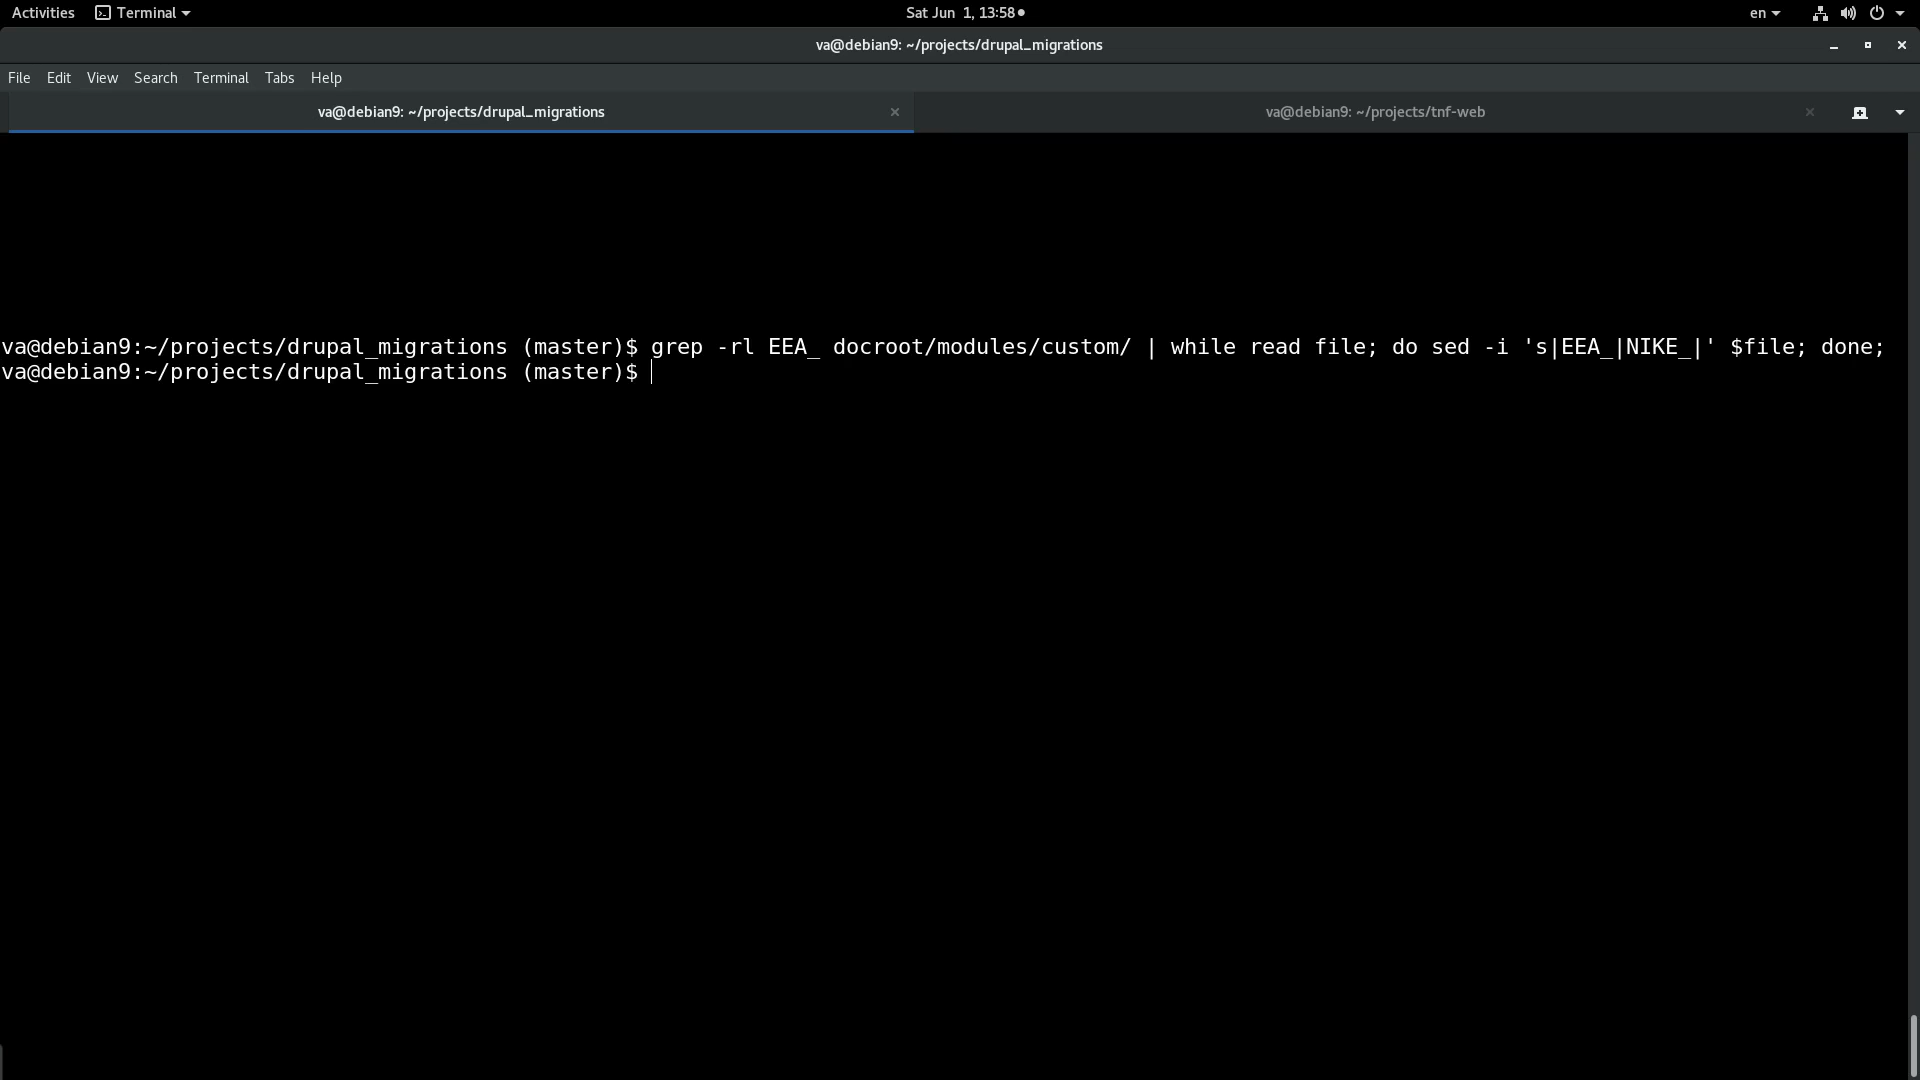 Activities Terminal Sat Jun 1, 13:58 en
va@debian9: ~/projects/drupal_migrations
File Edit View Search Terminal Tabs Help
va@debian9: ~/projects/drupal_migrations va@debian9: ~/projects/tnf-web
va@debian9:~/projects/drupal_migrations (master)$ grep -rl EEA_ docroot/modules/custom/ | while read file; do sed -i 's|EEA_|NIKE_|' $file; done;
va@debian9:~/projects/drupal_migrations (master)$